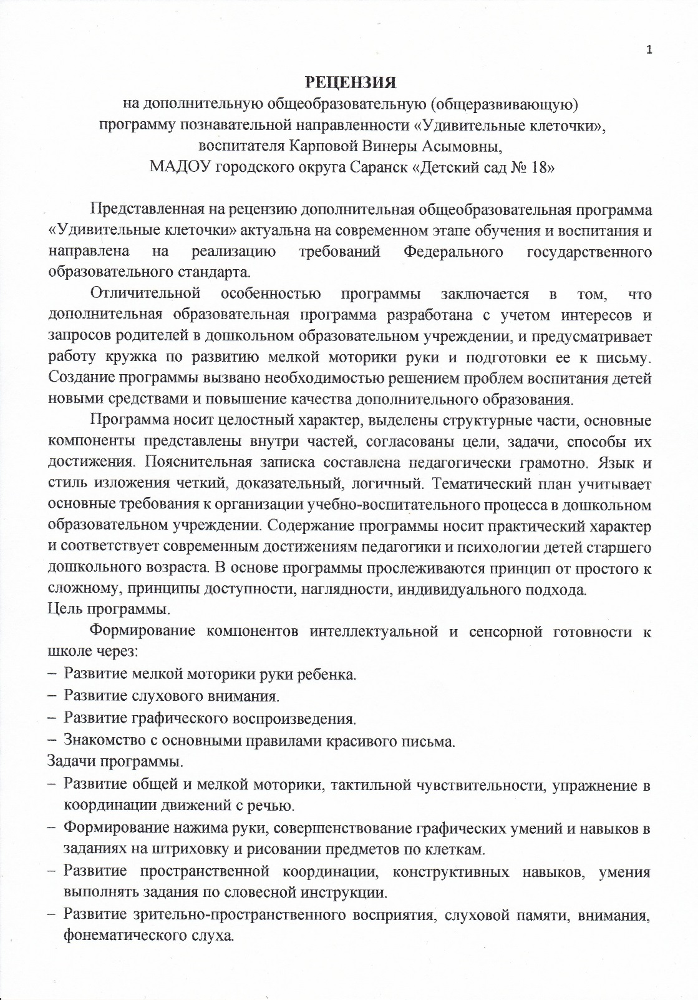 1
РЕЦЕНЗИЯ
на дополнительную общеобразовательную (общеразвивающую)
программу познавательной направленности «Удивительные клеточки»,
воспитателя Карповой Винеры Асымовны,
МАДОУ городского округа Саранск «Детский сад № 18»
Представленная на рецензию дополнительная общеобразовательная программа
«Удивительные клеточки» актуальна на современном этапе обучения и воспитания и
направлена на реализацию требований Федерального государственного
образовательного стандарта.
Отличительной особенностью программы заключается в том, что
дополнительная образовательная программа разработана с учетом интересов и
запросов родителей в дошкольном образовательном учреждении, и предусматривает
работу кружка по развитию мелкой моторики руки и подготовки ее к письму.
Создание программы вызвано необходимостью решением проблем воспитания детей
новыми средствами и повышение качества дополнительного образования.
Программа носит целостный характер, выделены структурные части, основные
компоненты представлены внутри частей, согласованы цели, задачи, способы их
достижения. Пояснительная записка составлена педагогически грамотно. Язык и
стиль изложения четкий, доказательный, логичный. Тематический план учитывает
основные требования к организации учебно-воспитательного процесса в дошкольном
образовательном учреждении. Содержание программы носит практический характер
и соответствует современным достижениям педагогики и психологии детей старшего
дошкольного возраста. В основе программы прослеживаются принцип от простого к
сложному, принципы доступности, наглядности, индивидуального подхода.
Цель программы.
Формирование компонентов интеллектуальной и сенсорной готовности к
школе через:
– Развитие мелкой моторики руки ребенка.
– Развитие слухового внимания.
– Развитие графического воспроизведения.
– Знакомство с основными правилами красивого письма.
Задачи программы.
– Развитие общей и мелкой моторики, тактильной чувствительности, упражнение в
координации движений с речью.
– Формирование нажима руки, совершенствование графических умений и навыков в
заданиях на штриховку и рисовании предметов по клеткам.
– Развитие пространственной координации, конструктивных навыков, умения
выполнять задания по словесной инструкции.
– Развитие зрительно-пространственного восприятия, слуховой памяти, внимания,
фонематического слуха.